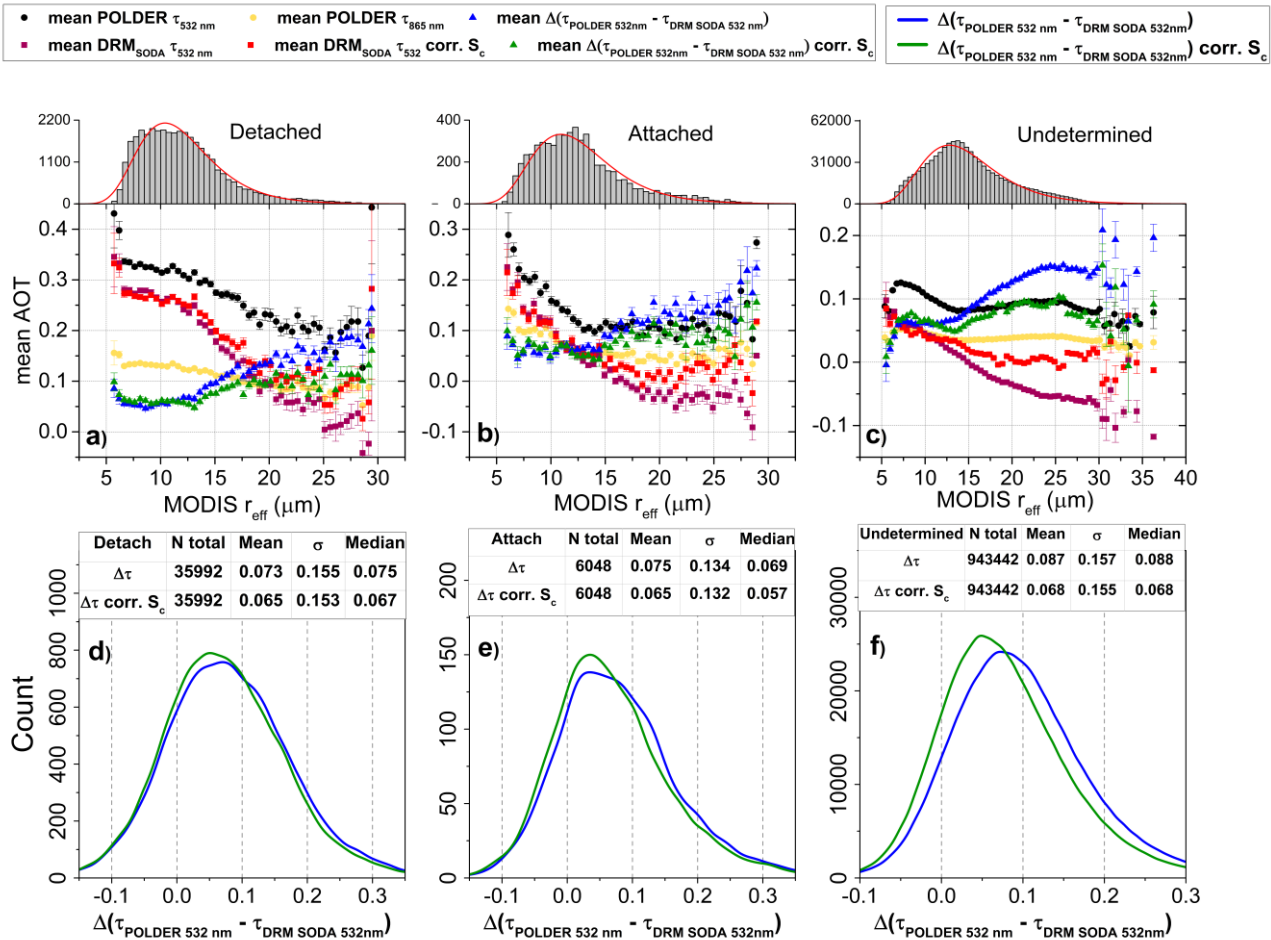 mean POLDER τ532 nm mean POLDER τ865 nm mean Δ(τPOLDER 532nm - τDRM SODA 532 nm)
mean DRMSODA τ532 nm mean DRMSODA τ532 corr. Sc mean Δ(τPOLDER 532nm - τDRM SODA 532 nm) corr. Sc
Δ(τPOLDER 532 nm - τDRM SODA 532nm)
Δ(τPOLDER 532 nm - τDRM SODA 532nm) corr. Sc
2200
1100
0
Detached
400
200
0
Attached
62000
31000
0
Undetermined
mean AOT
0.4
0.3
0.2
0.1
0.0
a)
5 10 15 20 25 30
MODIS reff (μm)
0.3
0.2
0.1
0.0
-0.1
b)
5 10 15 20 25 30
MODIS reff (μm)
0.2
0.1
0.0
-0.1
c)
0 5 10 15 20 25 30 35 40
MODIS reff (μm)
Detach N total Mean σ Median
Δτ 35992 0.073 0.155 0.075
Δτ corr. Sc 35992 0.065 0.153 0.067
Attach N total Mean σ Median
Δτ 6048 0.075 0.134 0.069
Δτ corr. Sc 6048 0.065 0.132 0.057
Undetermined N total Mean σ Median
Δτ 943442 0.087 0.157 0.088
Δτ corr. Sc 943442 0.068 0.155 0.068
Count
1000
800
600
400
200
0
d)
-0.1 0.0 0.1 0.2 0.3
Δ(τPOLDER 532 nm - τDRM SODA 532nm)
200
150
100
50
0
e)
-0.1 0.0 0.1 0.2 0.3
Δ(τPOLDER 532 nm - τDRM SODA 532nm)
30000
20000
10000
0
f)
-0.1 0.0 0.1 0.2 0.3
Δ(τPOLDER 532 nm - τDRM SODA 532nm)